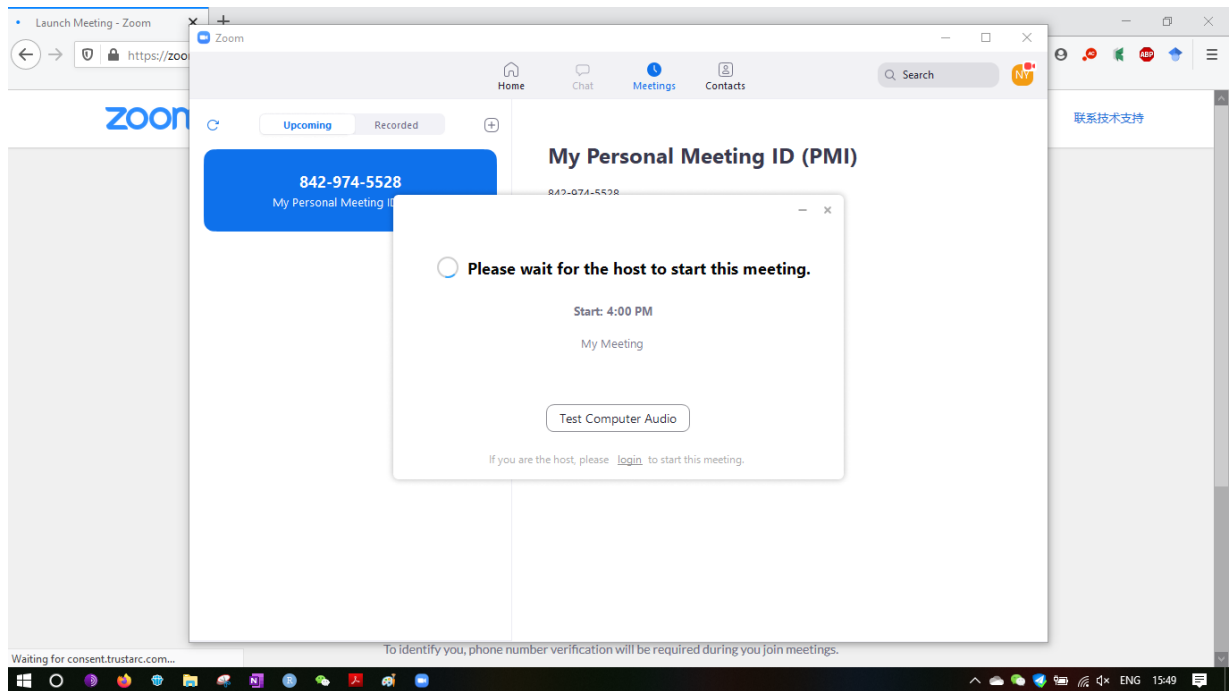 Launch Meeting - Zoom
https://zoo
Zoom
Home
Chat
Meetings
Contacts
Search
NY
ABP
zoom
联系技术支持
Upcoming
Recorded
842-974-5528
My Personal Meeting I
My Personal Meeting ID (PMI)
842-974-5528
Please wait for the host to start this meeting.
Start: 4:00 PM
My Meeting
Test Computer Audio
If you are the host, please login to start this meeting.
To identify you, phone number verification will be required during you join meetings.
Waiting for consent.trustarc.com...
ENG
15:49